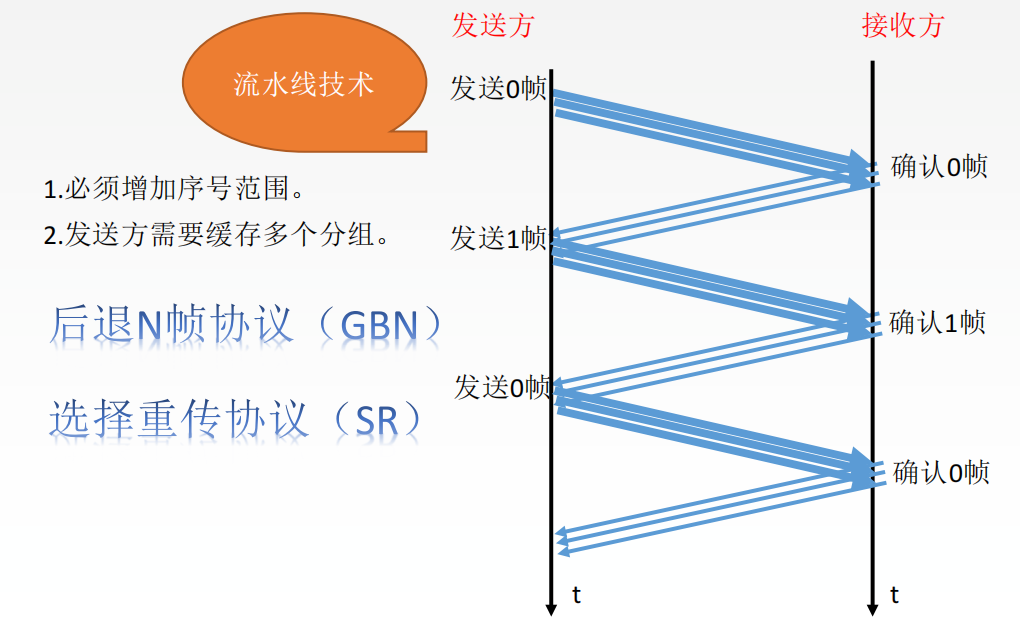 流水线技术
1.必须增加序号范围。
2.发送方需要缓存多个分组。
后退N帧协议（GBN）
选择重传协议（SR）
发送方
接收方
发送0帧
确认0帧
发送1帧
确认1帧
发送0帧
确认0帧
t
t